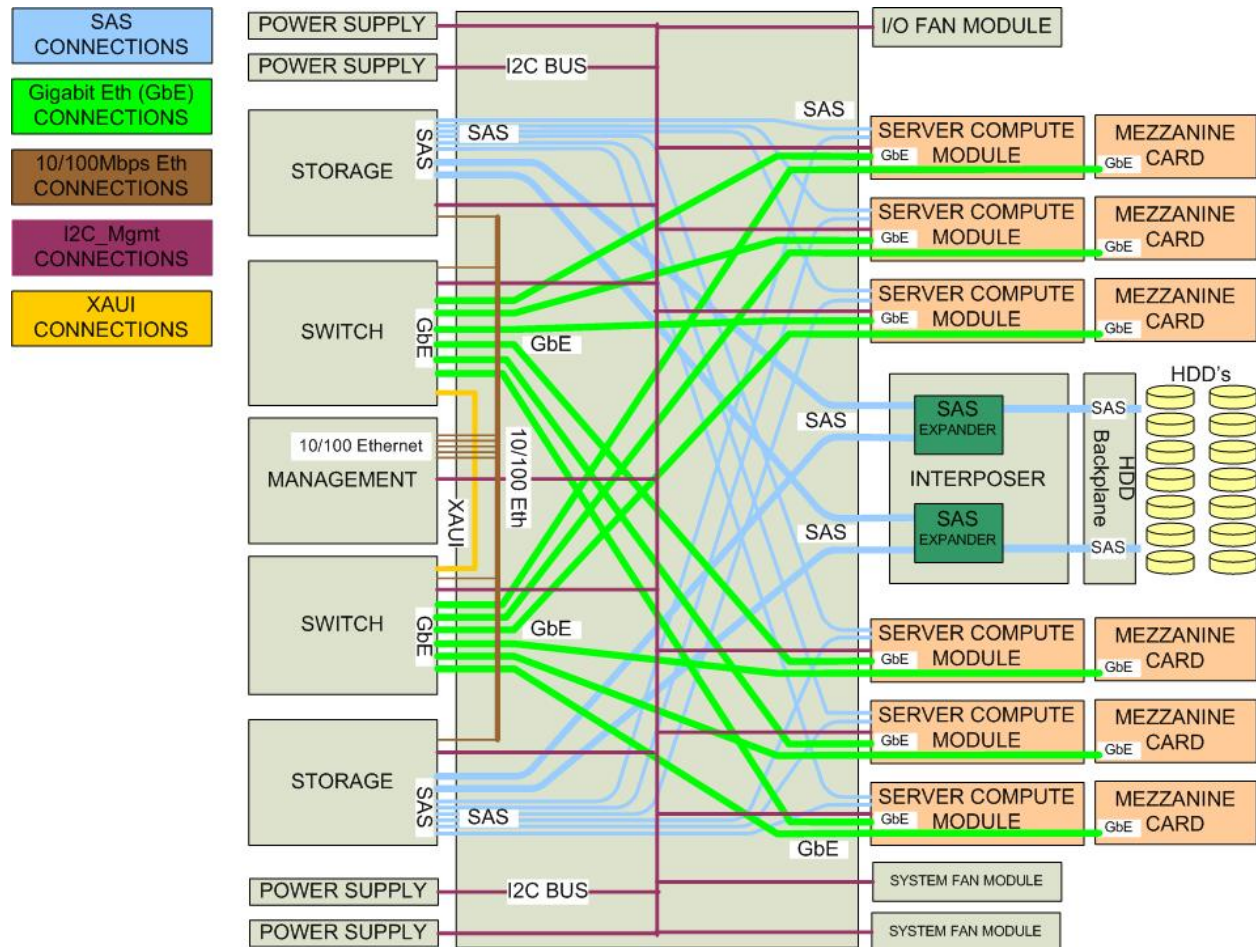 SAS
CONNECTIONS
Gigabit Eth (GbE)
CONNECTIONS
10/100Mbps Eth
CONNECTIONS
I2C_Mgmt
CONNECTIONS
XAUI
CONNECTIONS
POWER SUPPLY
POWER SUPPLY
I2C BUS
I/O FAN MODULE
STORAGE
SAS
SAS
SAS
SWITCH
GbE
GbE
10/100 Ethernet
MANAGEMENT
XAUI
10/100 Eth
SWITCH
GbE
GbE
STORAGE
SAS
SAS
GbE
POWER SUPPLY
I2C BUS
POWER SUPPLY
SERVER COMPUTE
MODULE
GbE
MEZZANINE
CARD
GbE
SERVER COMPUTE
MODULE
GbE
MEZZANINE
CARD
GbE
SERVER COMPUTE
MODULE
GbE
MEZZANINE
CARD
GbE
SAS
SAS
SAS
EXPANDER
INTERPOSER
SAS
EXPANDER
SAS
HDD
Backplane
SAS
HDD's
SERVER COMPUTE
MODULE
GbE
MEZZANINE
CARD
GbE
SERVER COMPUTE
MODULE
GbE
MEZZANINE
CARD
GbE
SERVER COMPUTE
MODULE
GbE
MEZZANINE
CARD
GbE
SYSTEM FAN MODULE
SYSTEM FAN MODULE